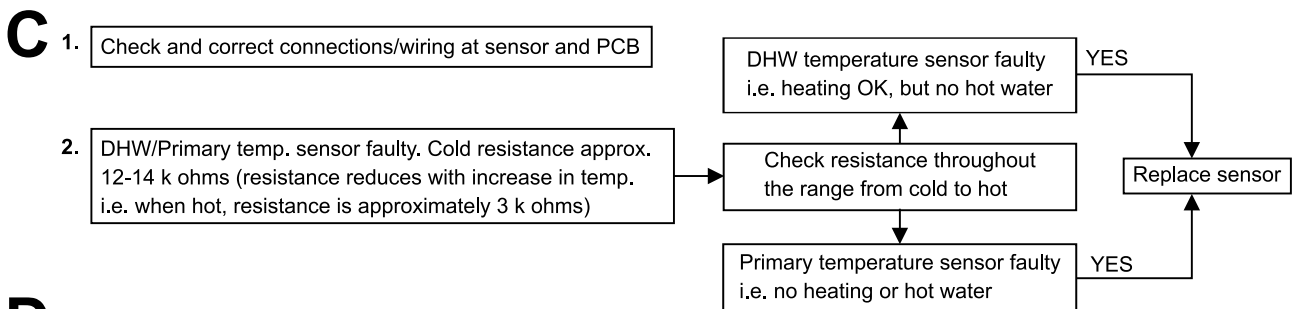 C
1. Check and correct connections/wiring at sensor and PCB
2. DHW/Primary temp. sensor faulty. Cold resistance approx.
12-14 k ohms (resistance reduces with increase in temp.
i.e. when hot, resistance is approximately 3 k ohms)
DHW temperature sensor faulty
i.e. heating OK, but no hot water
YES
Check resistance throughout
the range from cold to hot
Replace sensor
Primary temperature sensor faulty
i.e. no heating or hot water
YES